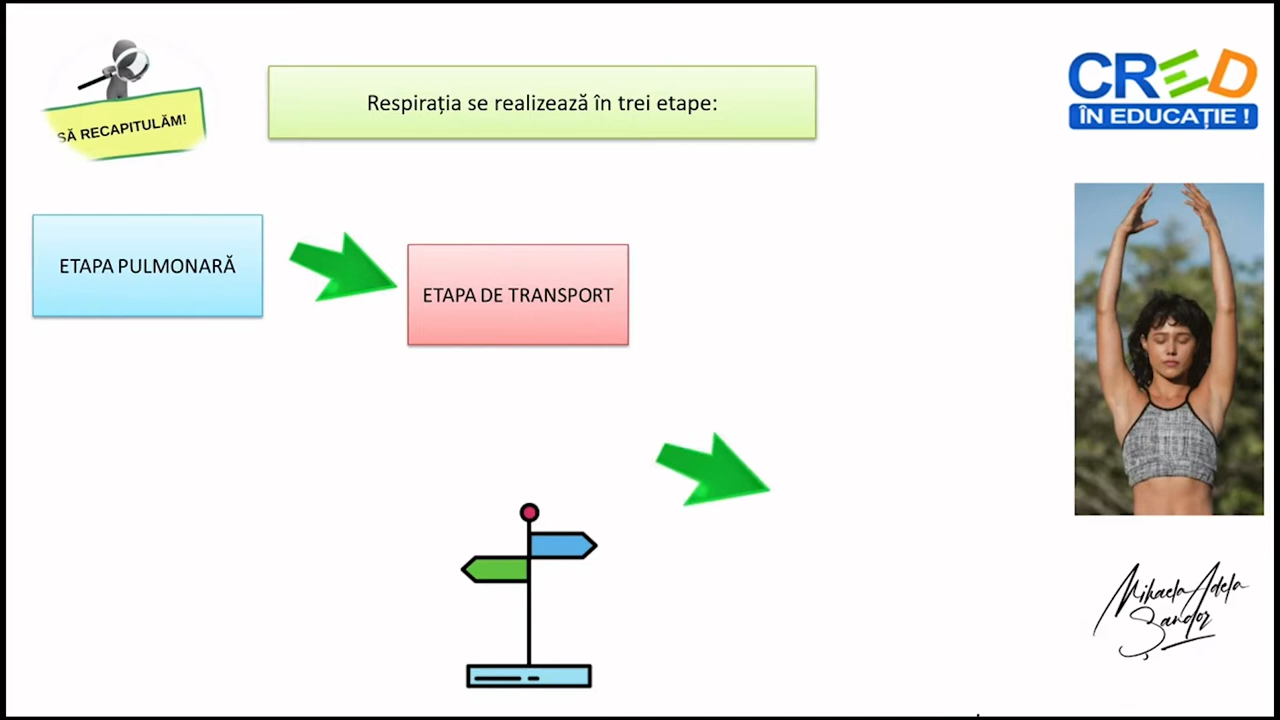 SĂ RECAPITULĂM!
Respirația se realizează în trei etape:
CRED
ÎN EDUCAȚIE !
ETAPA PULMONARĂ
ETAPA DE TRANSPORT
Mihaela Adela
Șandor